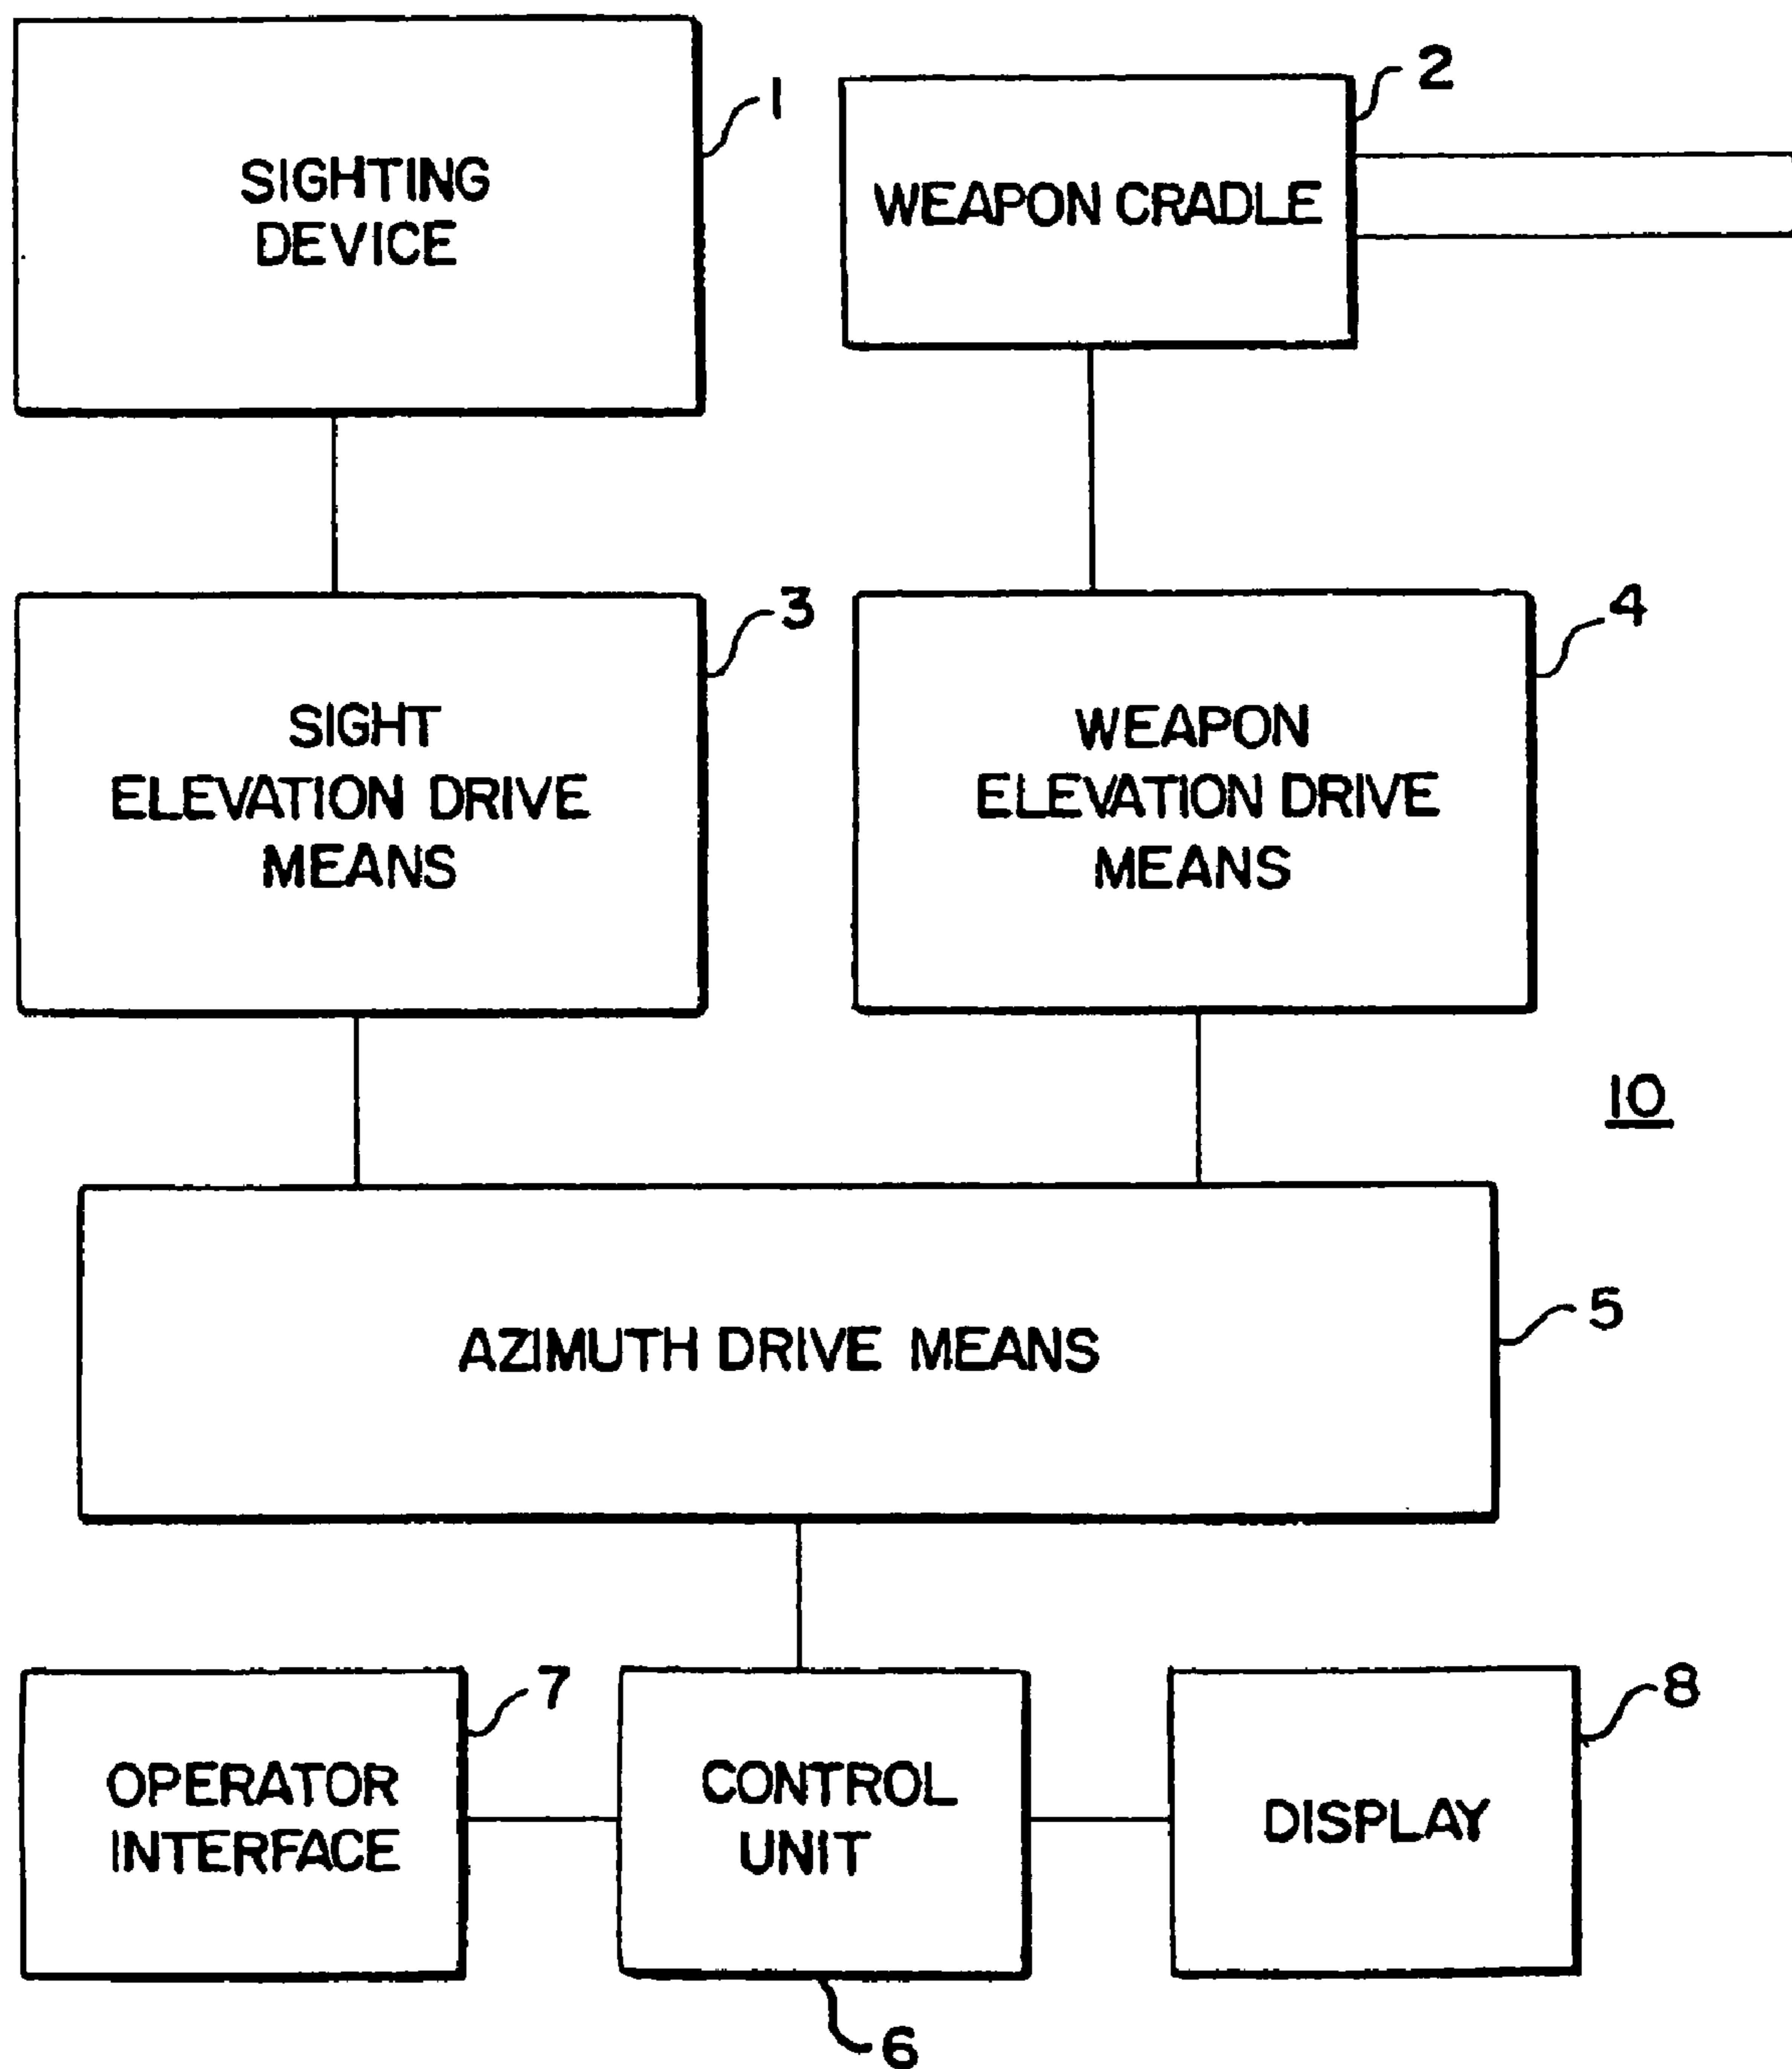 1
SIGHTING
DEVICE
2
WEAPON CRADLE
3
SIGHT
ELEVATION DRIVE
MEANS
4
WEAPON
ELEVATION DRIVE
MEANS
10
5
AZIMUTH DRIVE MEANS
7
OPERATOR
INTERFACE
CONTROL
UNIT
6
8
DISPLAY